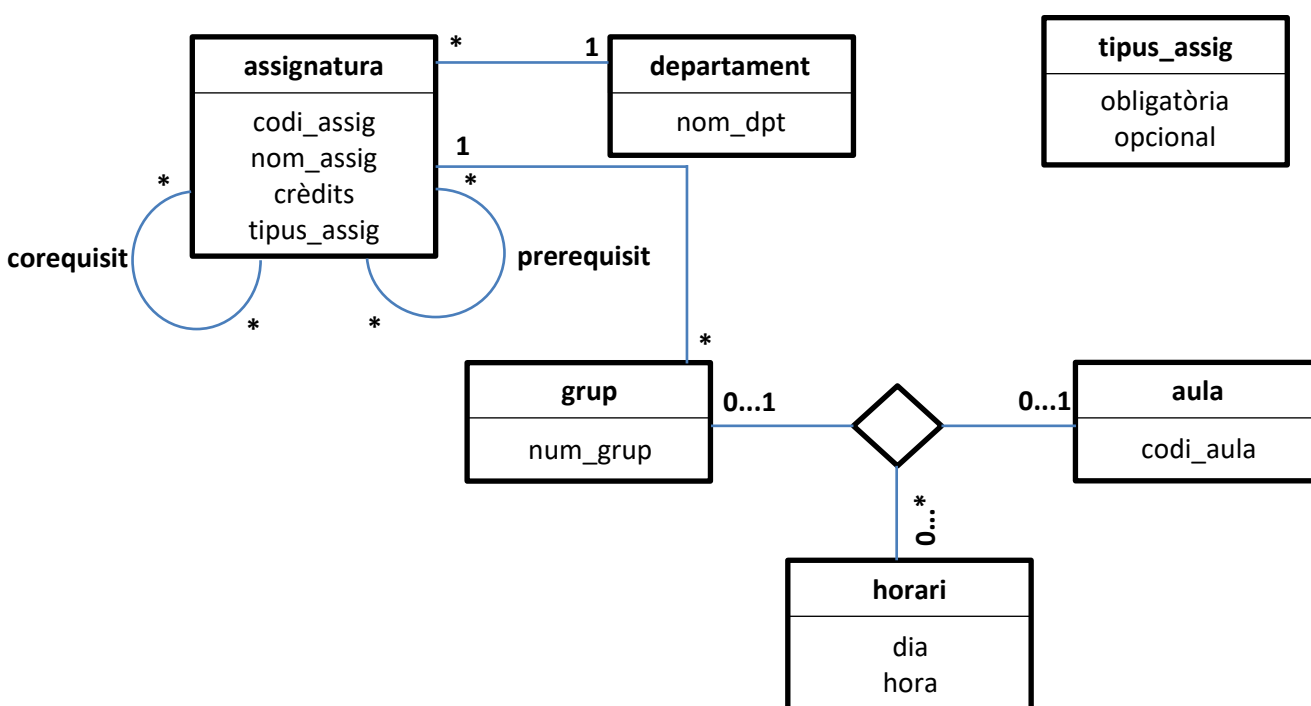 assignatura
codi_assig
nom_assig
crèdits
tipus_assig
*
1
departament
nom_dpt
tipus_assig
obligatòria
opcional
1
*
*
corequisit
prerequisit
*
*
*
grup
num_grup
0...1
0...1
aula
codi_aula
0...*
horari
dia
hora